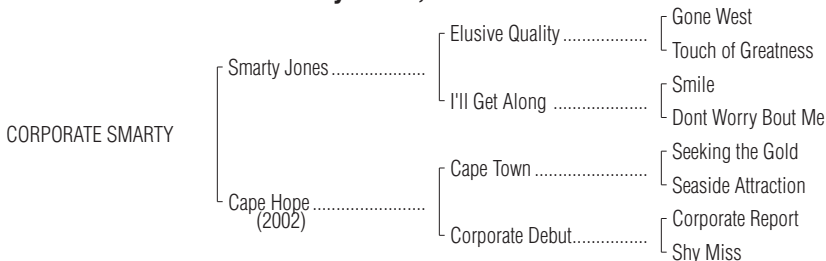 Gone West
Elusive Quality ..................
Touch of Greatness
Smarty Jones ....................
Smile
I'll Get Along ....................
Dont Worry Bout Me
CORPORATE SMARTY
Seeking the Gold
Cape Town ........................
Seaside Attraction
Cape Hope ........................
(2002)
Corporate Report
Corporate Debut................
Shy Miss